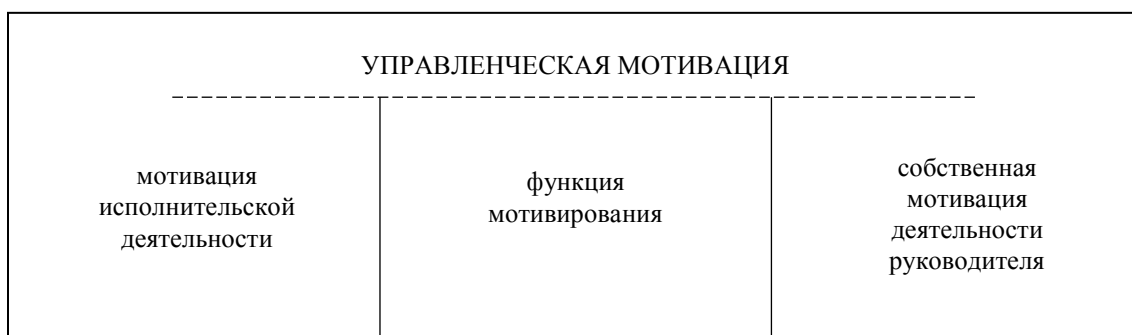 УПРАВЛЕНЧЕСКАЯ МОТИВАЦИЯ
мотивация
исполнительской
деятельности
функция
мотивирования
собственная
мотивация
деятельности
руководителя